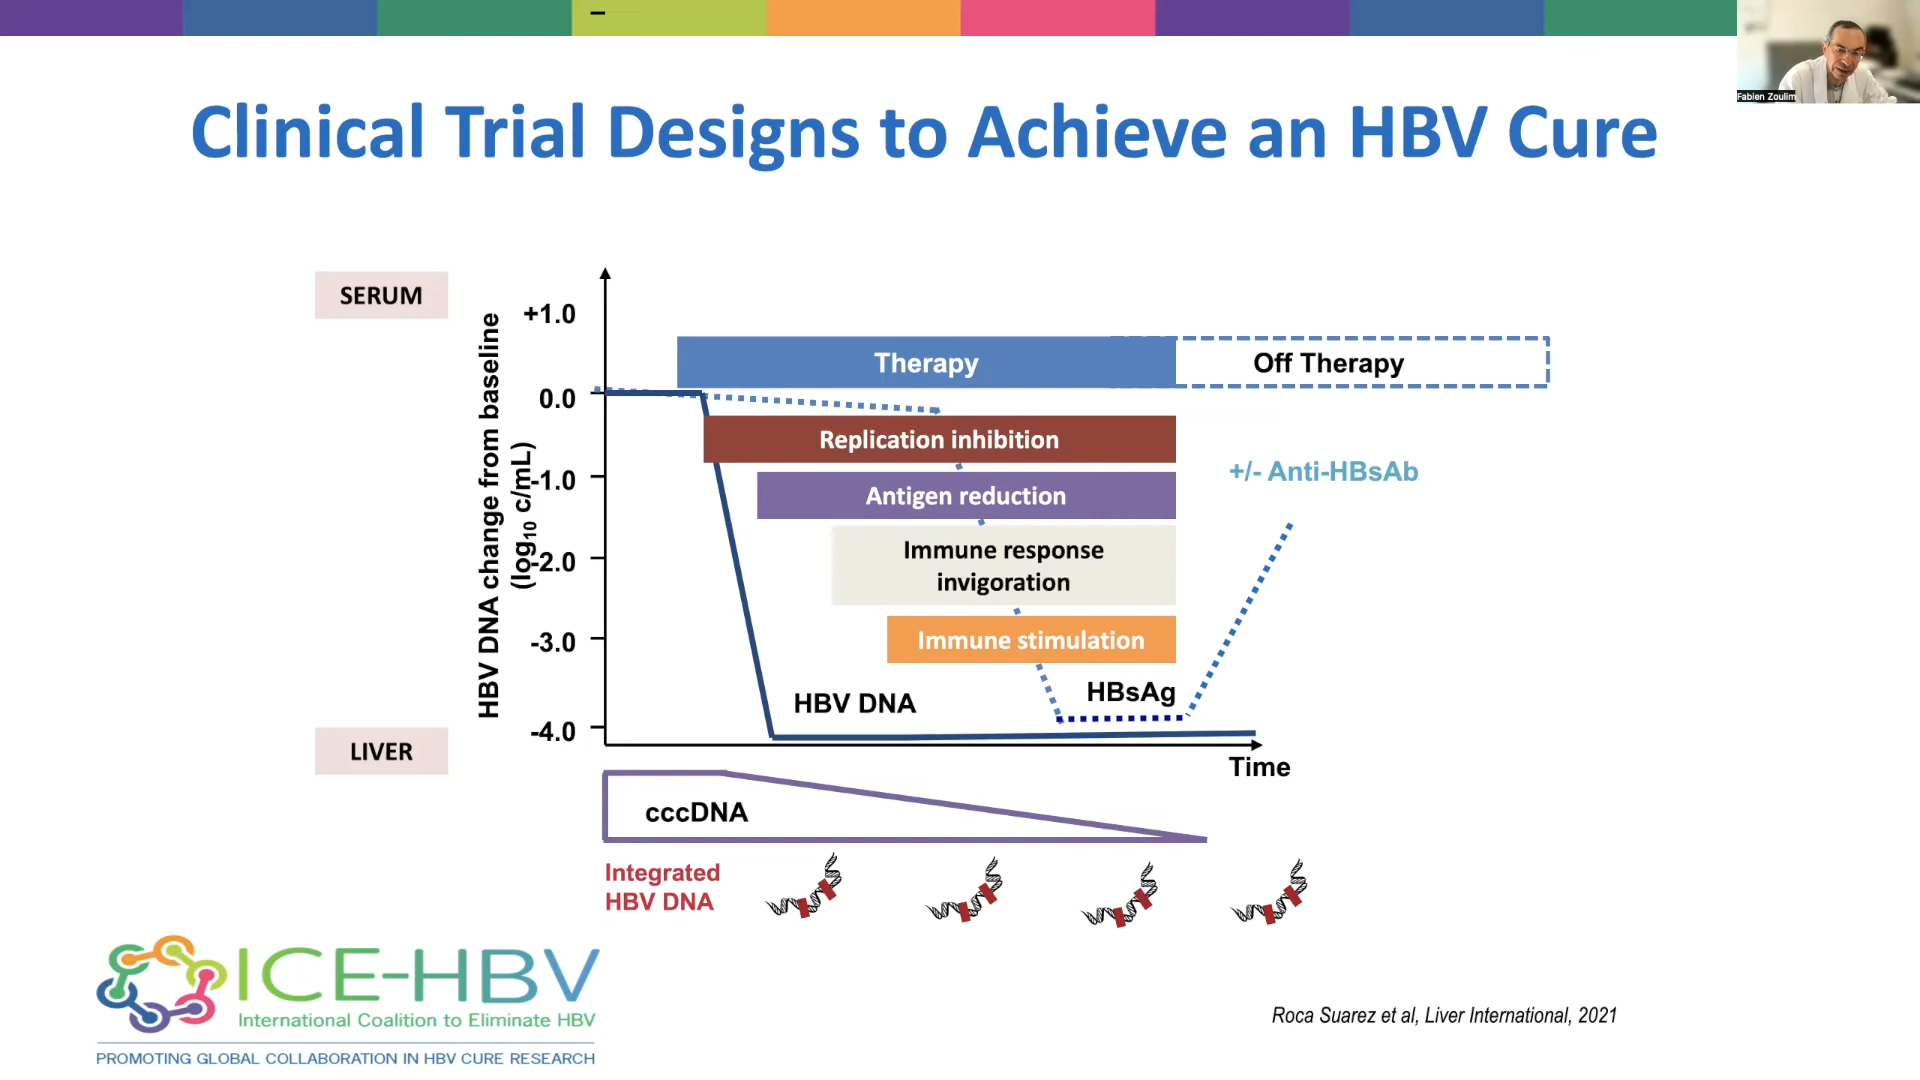 Fabien Zoulim
Clinical Trial Designs to Achieve an HBV Cure
SERUM
HBV DNA change from baseline
(log10 c/mL)
+1.0
0.0
-1.0
-2.0
-3.0
-4.0
Therapy
Off Therapy
Replication inhibition
Antigen reduction
Immune response
invigoration
Immune stimulation
+/- Anti-HBsAb
HBV DNA
HBsAg
Time
LIVER
cccDNA
Integrated
HBV DNA
ICE-HBV
International Coalition to Eliminate HBV
PROMOTING GLOBAL COLLABORATION IN HBV CURE RESEARCH
Roca Suarez et al, Liver International, 2021